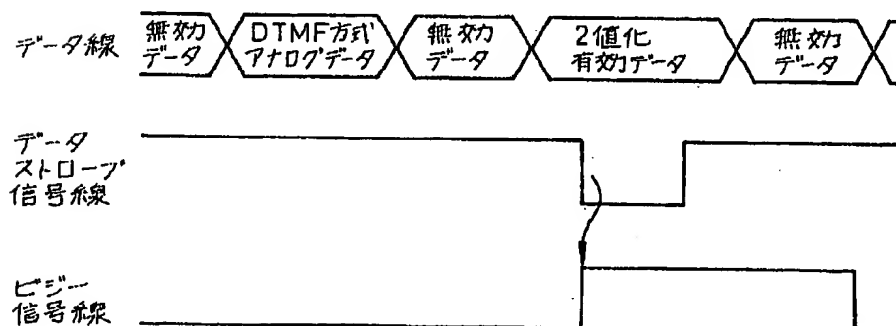 データ線
無効
データ
DTMF方式
アナログデータ
無効
データ
2値化
有効データ
無効
データ
データ
ストローブ
信号線
ビジー
信号線